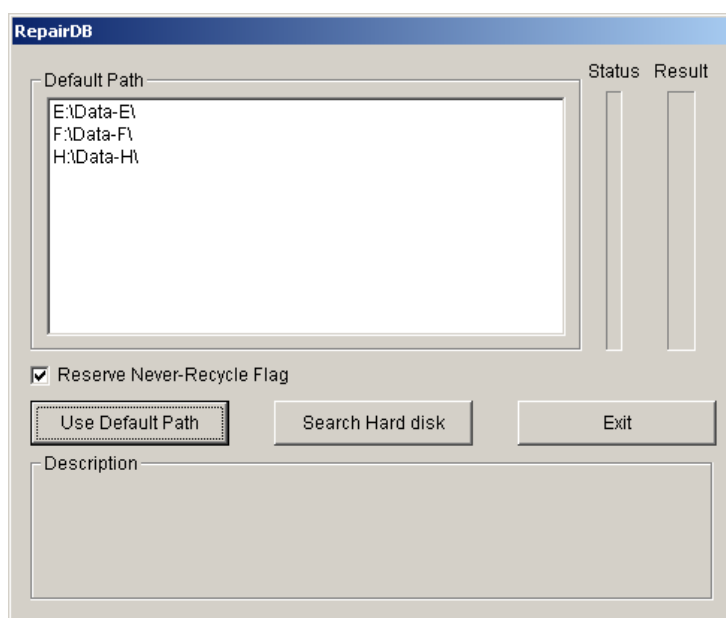 RepairDB
Status Result
Default Path
E:\Data-E\
F:\Data-F\
H:\Data-H\
Reserve Never-Recycle Flag
Use Default Path Search Hard disk Exit
Description